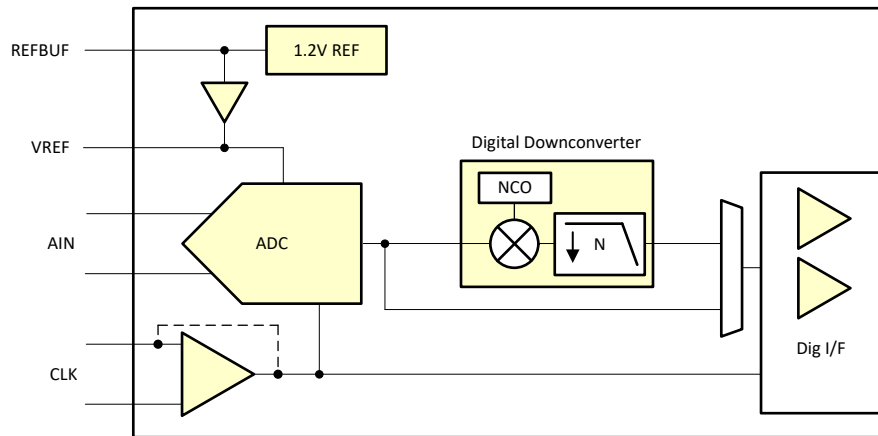 REFBUF
1.2V REF
VREF
Digital Downconverter
NCO
AIN
ADC
N
Dig I/F
CLK